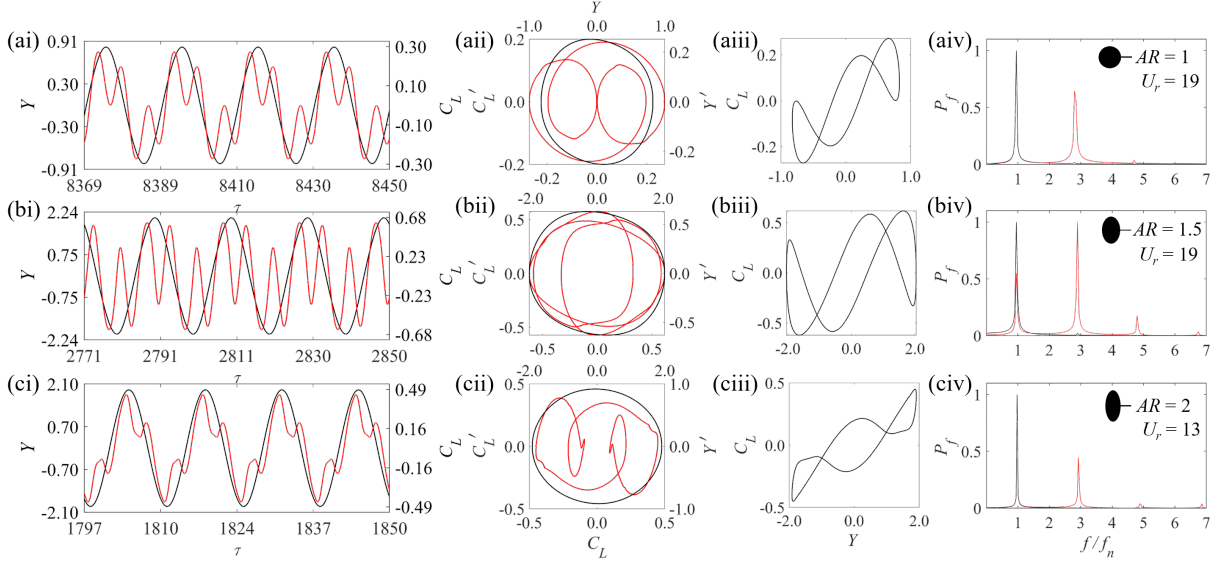 (ai)
0.91
0.30
-0.30
-0.91
Y
0.30
0.10
-0.10
-0.30
C_L
8369 8389 8410 8430 8450
τ
(aii)
Y
-1.0 0.0 1.0
0.2
0.0
-0.2
C_L'
0.2
0.0
-0.2
Y'
-0.2 0.0 0.2
(aiii)
0.2
0.0
-0.2
C_L
-1.0 0.0 1.0
(aiv)
1
0.5
0
P_f
AR = 1
U_r = 19
1 2 3 4 5 6 7
(bi)
2.24
0.75
-0.75
-2.24
Y
0.68
0.23
-0.23
-0.68
C_L
2771 2791 2811 2830 2850
τ
(bii)
-2.0 0.0 2.0
0.5
0.0
-0.5
C_L'
0.5
0.0
-0.5
Y'
-0.5 0.0 0.5
(biii)
0.5
0.0
-0.5
C_L
-2.0 0.0 2.0
(biv)
1
0.5
0
P_f
AR = 1.5
U_r = 19
1 2 3 4 5 6 7
(ci)
2.10
0.70
-0.70
-2.10
Y
0.49
0.16
-0.16
-0.49
C_L
1797 1810 1824 1837 1850
τ
(cii)
-2.0 0.0 2.0
0.5
0.0
-0.5
C_L'
1.0
0.0
-1.0
Y'
-0.5 0.0 0.5
C_L
(ciii)
0.5
0.0
-0.5
C_L
-2.0 0.0 2.0
Y
(civ)
1
0.5
0
P_f
AR = 2
U_r = 13
1 2 3 4 5 6 7
f/f_n